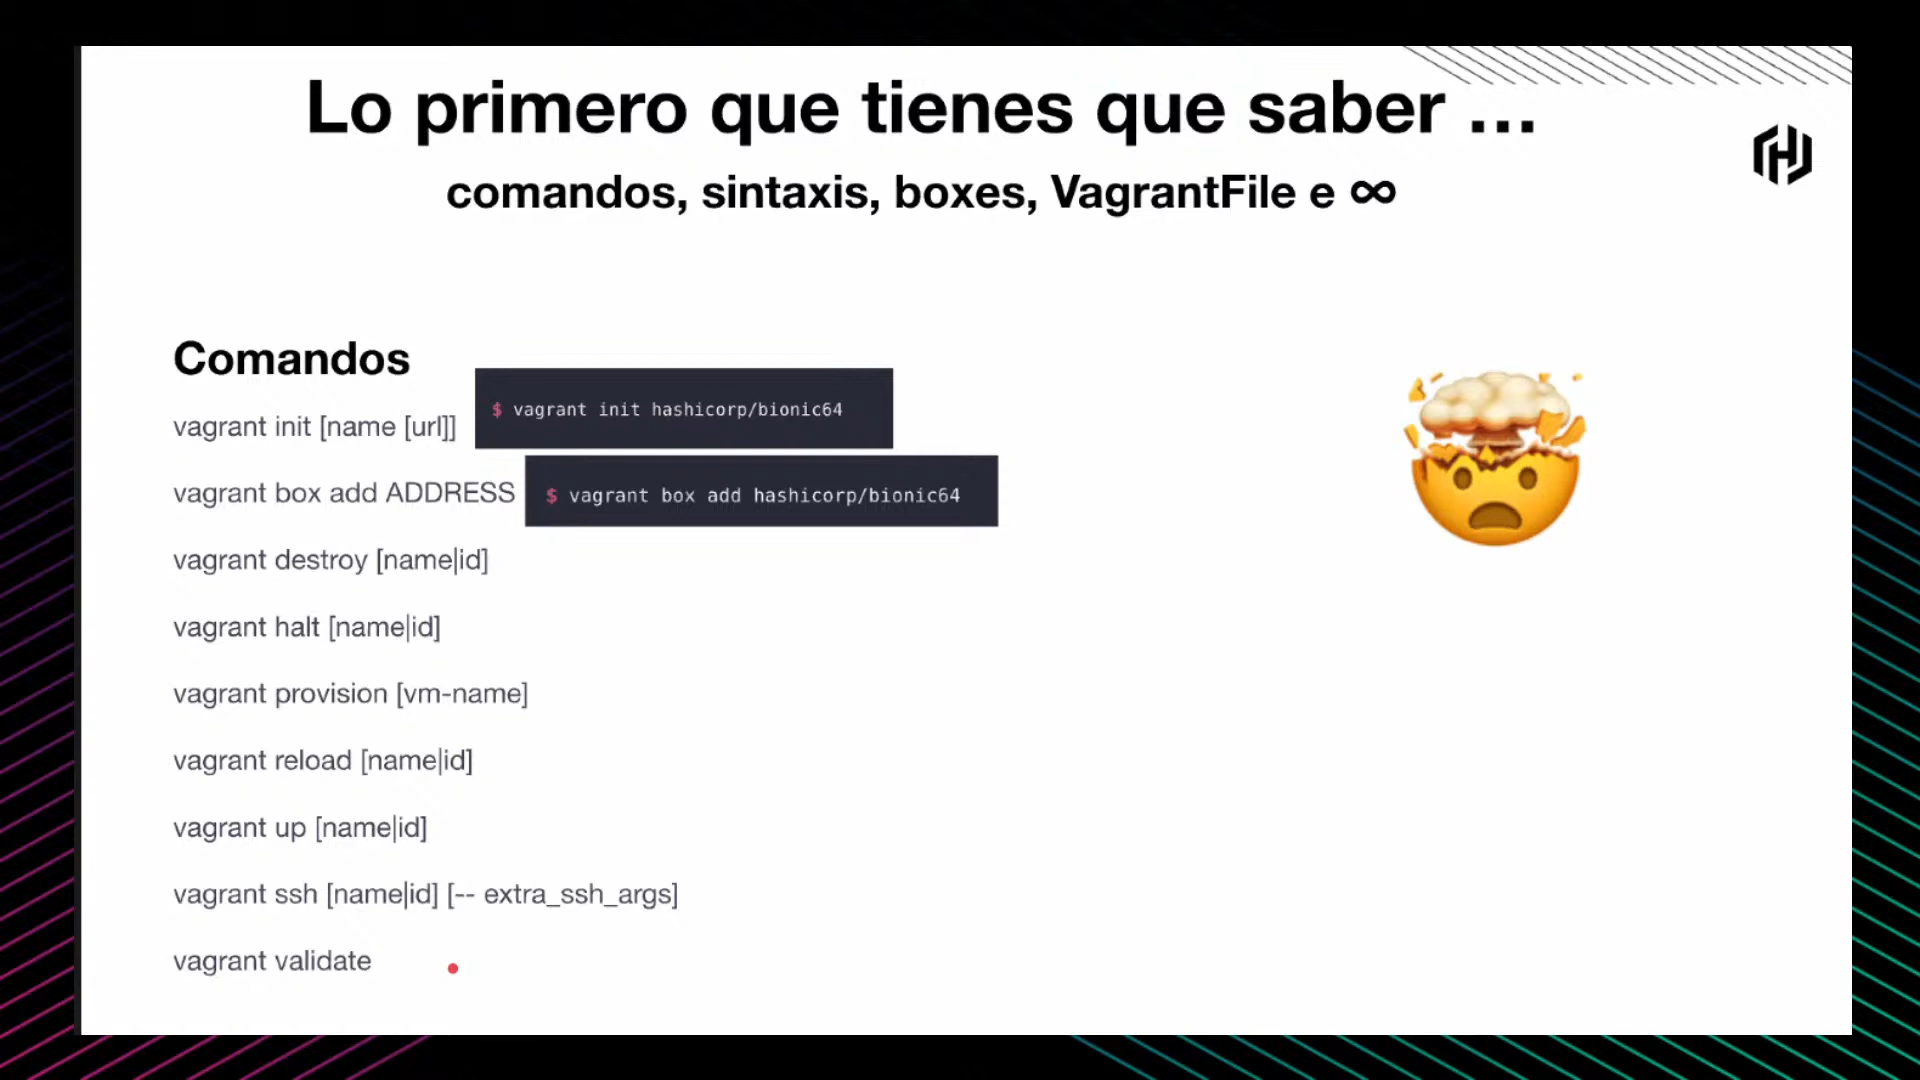 Lo primero que tienes que saber ...
comandos, sintaxis, boxes, VagrantFile e ∞
Comandos
vagrant init [name [url]]
$ vagrant init hashicorp/bionic64
vagrant box add ADDRESS
$ vagrant box add hashicorp/bionic64
vagrant destroy [name|id]
vagrant halt [name|id]
vagrant provision [vm-name]
vagrant reload [name|id]
vagrant up [name|id]
vagrant ssh [name|id] [-- extra_ssh_args]
vagrant validate